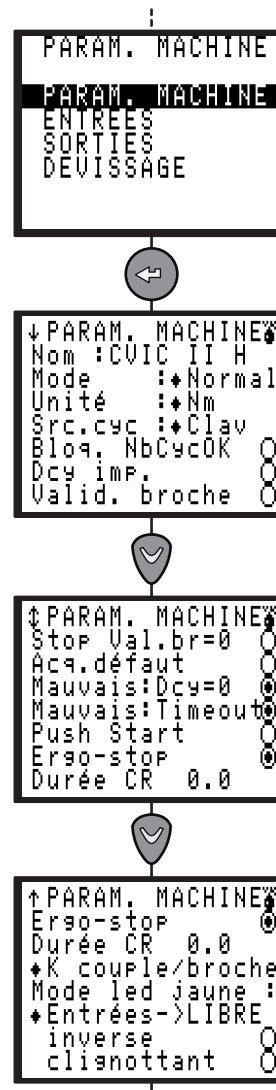 PARAM. MACHINE
PARAM. MACHINE
ENTREES
SORTIES
DEVISSAGE
↓PARAM. MACHINE
Nom :CVIC II H
Mode :♦Normal
Unité :♦Nm
Src.cyc :♦Clav
Bloq. NbCycOK
Dcy imp.
Valid. broche
↕PARAM. MACHINE
Stop Val.br=0
Acq.défaut
Mauvais:Dcy=0
Mauvais:Timeout
Push Start
Ergo-stop
Durée CR 0.0
↑PARAM. MACHINE
Ergo-stop
Durée CR 0.0
♦K couple/broche
Mode led jaune :
♦Entrées->LIBRE
inverse
clignottant